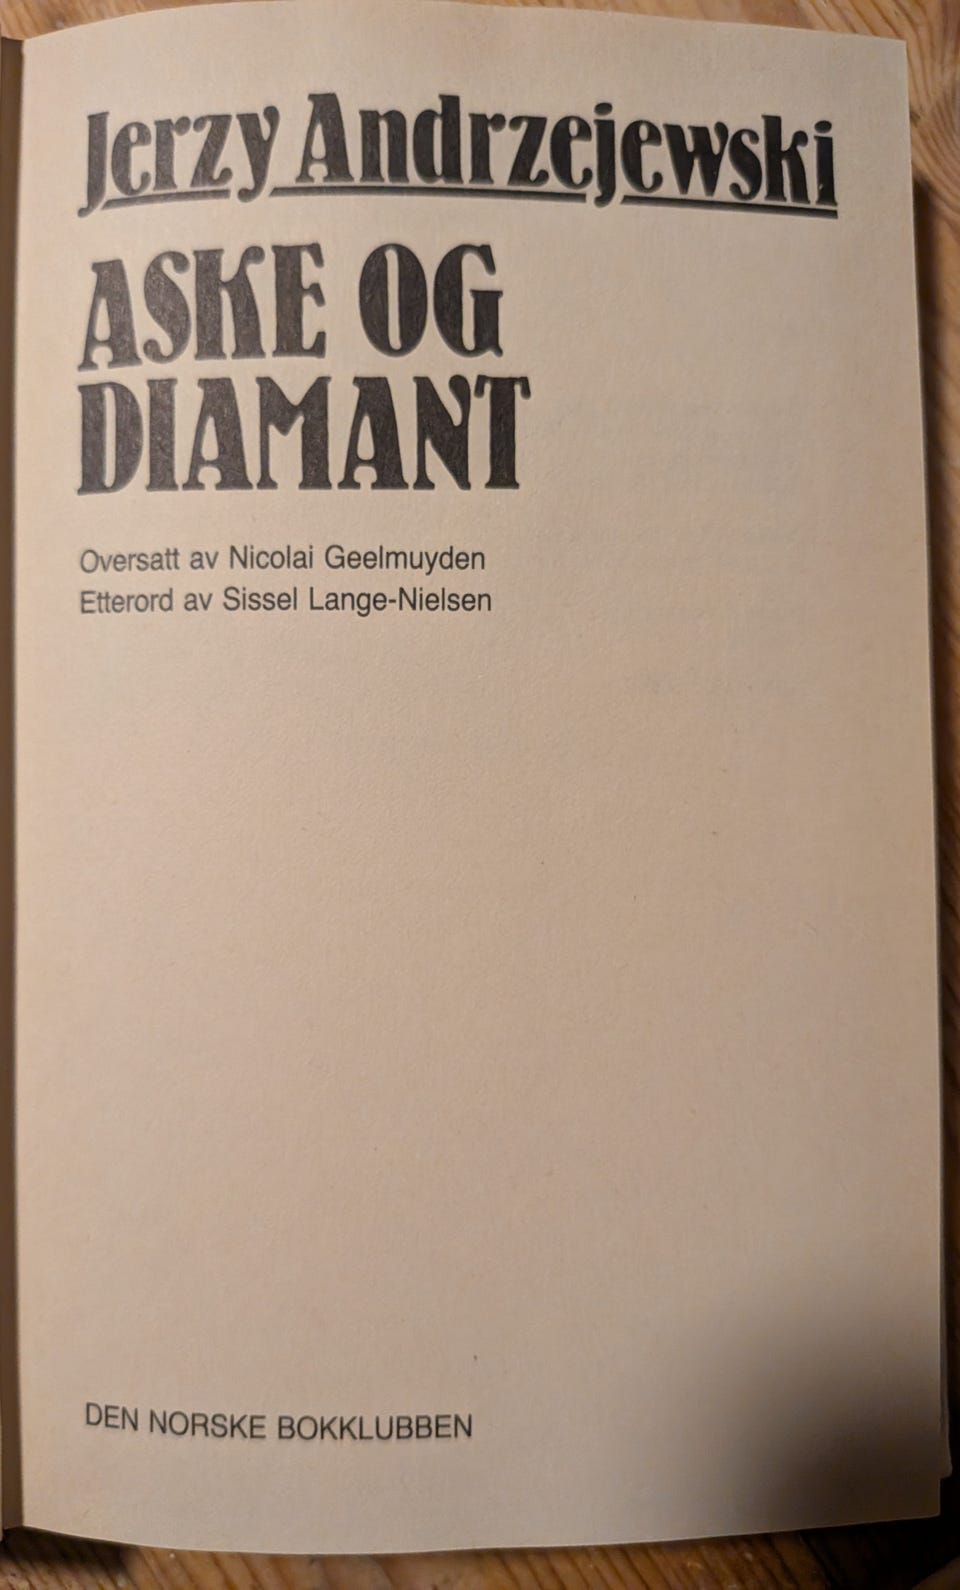 Jerzy Andrzejewski
ASKE OG
DIAMANT
Oversatt av Nicolai Geelmuyden
Etterord av Sissel Lange-Nielsen
DEN NORSKE BOKKLUBBEN